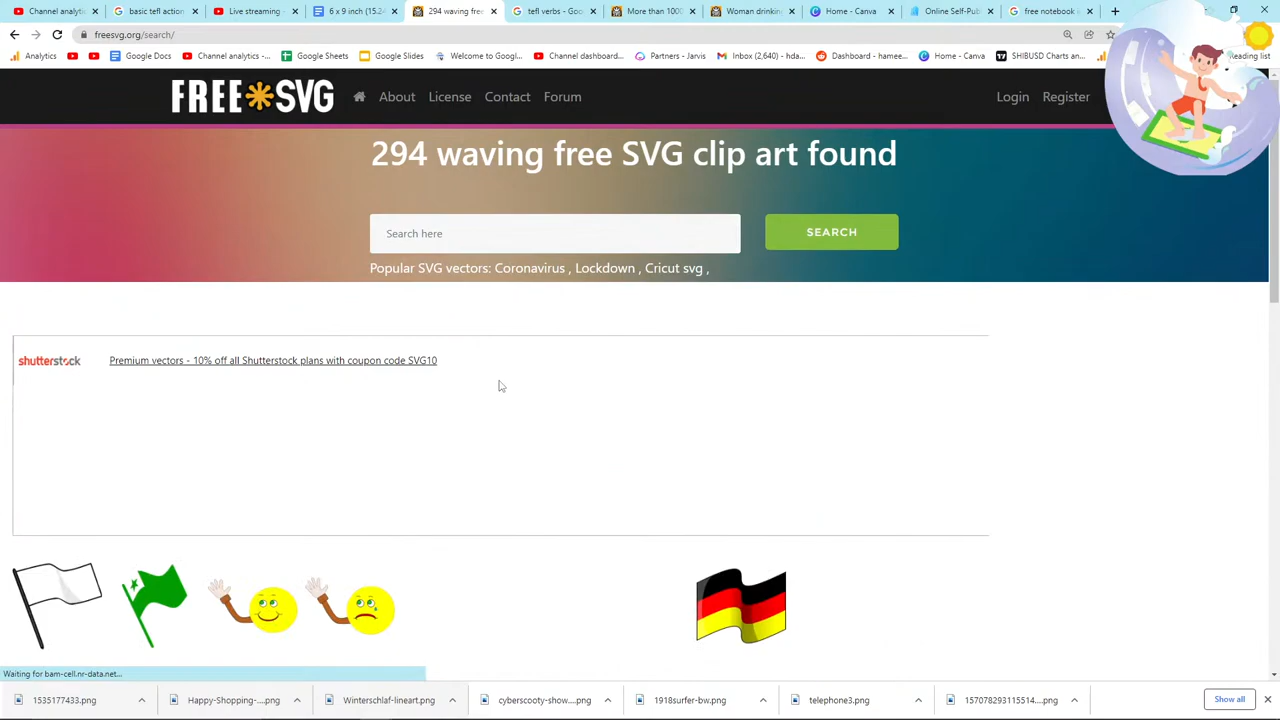 Channel analytics
basic tefl action
Live streaming -
6 x 9 inch (15.24
294 waving free
tefl verbs - Goo
More than 1000
Woman drinking
Home - Canva
Online Self-Pub
free notebook
freesvg.org/search/
Analytics
Google Docs
Channel analytics -...
Google Sheets
Google Slides
Welcome to Googl...
Channel dashboard...
Partners - Jarvis
Inbox (2,640) - hda...
Dashboard - hamee...
Home - Canva
SHIBUSD Charts an...
Reading list
FREE SVG
About
License
Contact
Forum
Login
Register
294 waving free SVG clip art found
Search here
SEARCH
Popular SVG vectors: Coronavirus , Lockdown , Cricut svg ,
shutterstock
Premium vectors - 10% off all Shutterstock plans with coupon code SVG10
Waiting for bam-cell.nr-data.net...
1535177433.png
Happy-Shopping-....png
Winterschlaf-lineart.png
cyberscooty-show....png
1918surfer-bw.png
telephone3.png
157078293115514....png
Show all